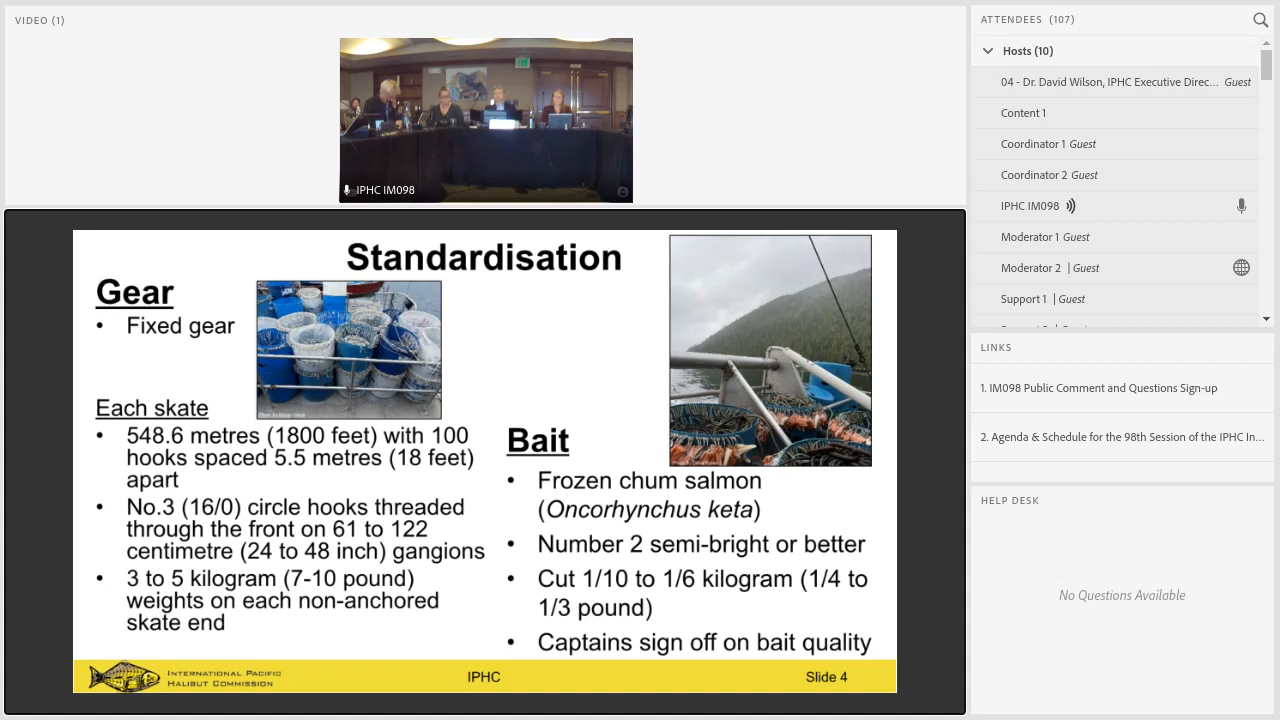 VIDEO (1)
IPHC IM098
Standardisation
Gear
• Fixed gear
Each skate
• 548.6 metres (1800 feet) with 100
hooks spaced 5.5 metres (18 feet)
apart
• No.3 (16/0) circle hooks threaded
through the front on 61 to 122
centimetre (24 to 48 inch) gangions
• 3 to 5 kilogram (7-10 pound)
weights on each non-anchored
skate end
Bait
• Frozen chum salmon
(Oncorhynchus keta)
• Number 2 semi-bright or better
• Cut 1/10 to 1/6 kilogram (1/4 to
1/3 pound)
• Captains sign off on bait quality
INTERNATIONAL PACIFIC
HALIBUT COMMISSION
IPHC
Slide 4
ATTENDEES (107)
Hosts (10)
04 - Dr. David Wilson, IPHC Executive Direc... Guest
Content 1
Coordinator 1 Guest
Coordinator 2 Guest
IPHC IM098
Moderator 1 Guest
Moderator 2 | Guest
Support 1 | Guest
LINKS
1. IM098 Public Comment and Questions Sign-up
2. Agenda & Schedule for the 98th Session of the IPHC In...
HELP DESK
No Questions Available